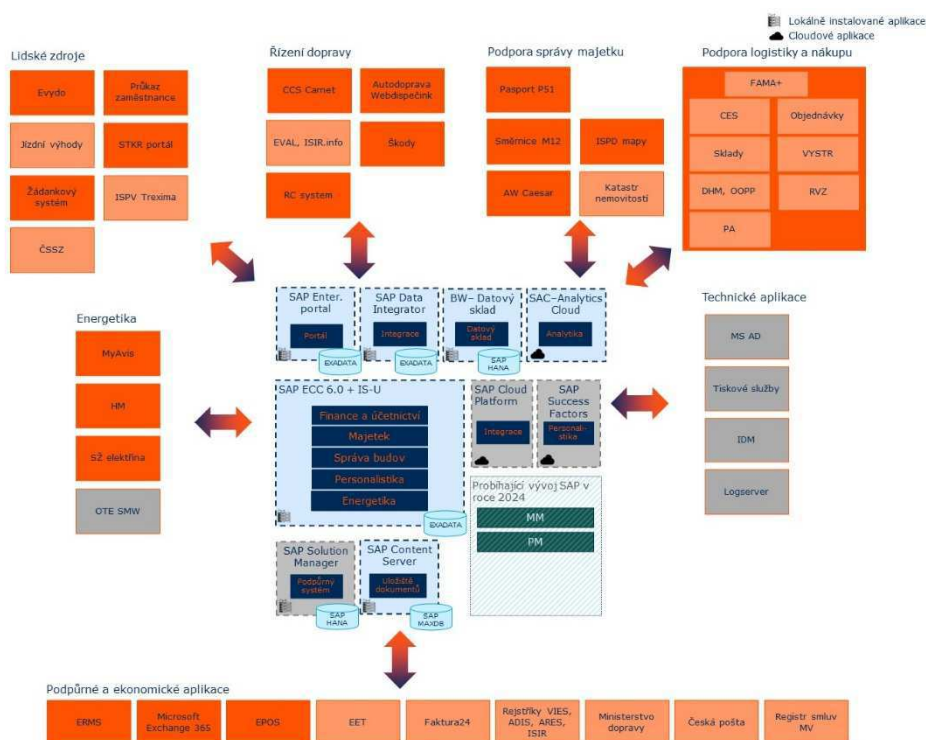 Lokálně instalované aplikace
Cloudové aplikace
Lidské zdroje
Evydo
Průkaz
zaměstnance
Jízdní výhody
STKR portál
Žádankový
systém
ISPV Trexima
ČSSZ
Řízení dopravy
CCS Carnet
Autodoprava
Webdispečink
EVAL, ISIR.info
Škody
RC system
Podpora správy majetku
Pasport PS1
Směrnice M12
ISPD mapy
AW Caesar
Katastr
nemovitostí
Podpora logistiky a nákupu
FAMA+
CES
Objednávky
Sklady
VYSTR
DHM, OOPP
RVZ
PA
Energetika
MyAvis
HM
SŽ elektřina
OTE SMW
SAP Enter.
portal
Portál
EXADATA
SAP Data
Integrator
Integrace
EXADATA
BW– Datový
sklad
Datový
sklad
SAP
HANA
SAC–Analytics
Cloud
Analytika
SAP ECC 6.0 + IS-U
Finance a účetnictví
Majetek
Správa budov
Personalistika
Energetika
EXADATA
SAP Cloud
Platform
Integrace
SAP
Success
Factors
Personali-
stika
Probíhající vývoj SAP v
roce 2024
MM
PM
SAP Solution
Manager
Podpůrný
systém
SAP
HANA
SAP Content
Server
Uložiště
dokumentů
SAP
MAXDB
Technické aplikace
MS AD
Tiskové služby
IDM
Logserver
Podpůrné a ekonomické aplikace
ERMS
Microsoft
Exchange 365
EPOS
EET
Faktura24
Rejstříky VIES,
ADIS, ARES,
ISIR
Ministerstvo
dopravy
Česká pošta
Registr smluv
MV